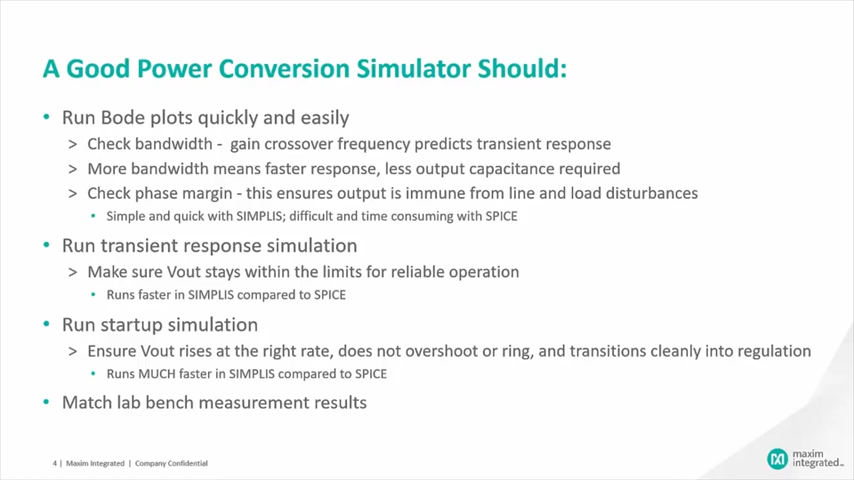 A Good Power Conversion Simulator Should:
• Run Bode plots quickly and easily
> Check bandwidth - gain crossover frequency predicts transient response
> More bandwidth means faster response, less output capacitance required
> Check phase margin - this ensures output is immune from line and load disturbances
• Simple and quick with SIMPLIS; difficult and time consuming with SPICE
• Run transient response simulation
> Make sure Vout stays within the limits for reliable operation
• Runs faster in SIMPLIS compared to SPICE
• Run startup simulation
> Ensure Vout rises at the right rate, does not overshoot or ring, and transitions cleanly into regulation
• Runs MUCH faster in SIMPLIS compared to SPICE
• Match lab bench measurement results
4 | Maxim Integrated | Company Confidential
maxim
integrated™